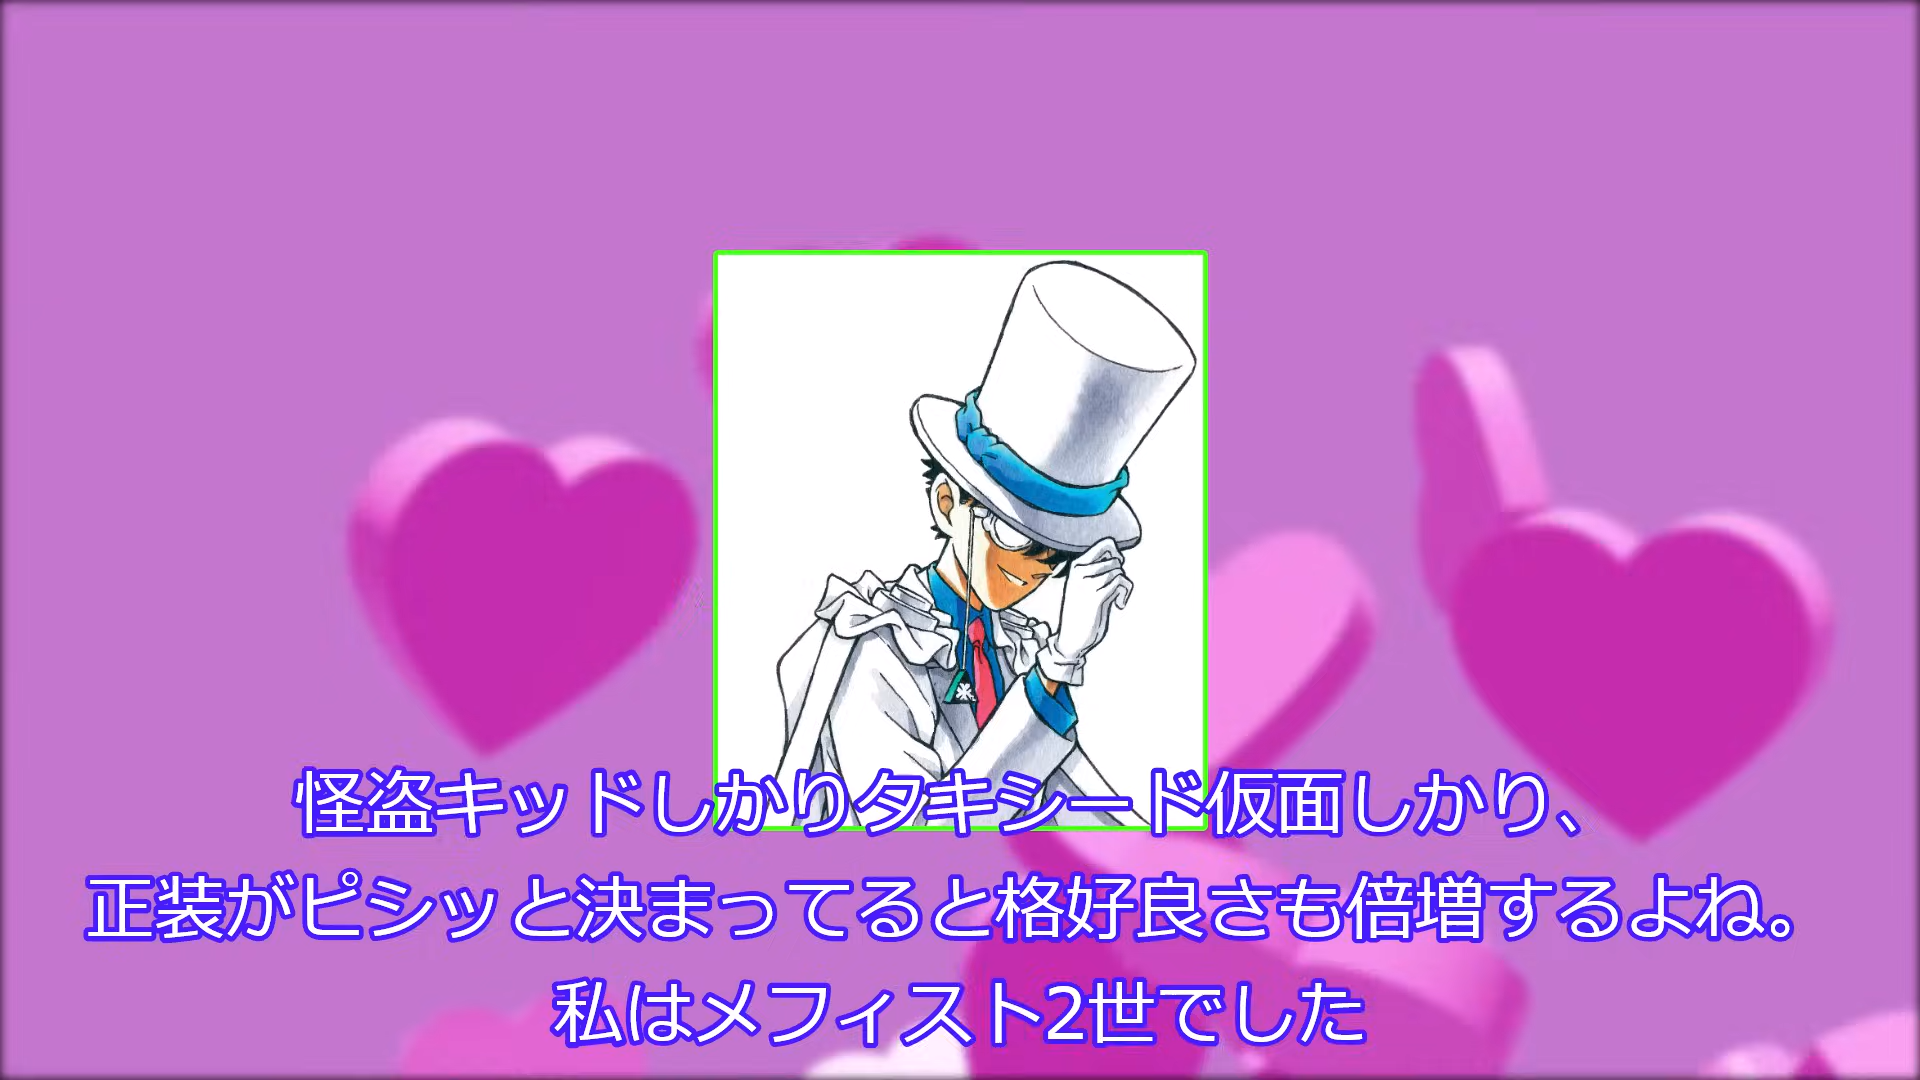 怪盗キッドしかりタキシード仮面しかり、
正装がピシッと決まってると格好良さも倍増するよね。
私はメフィスト2世でした